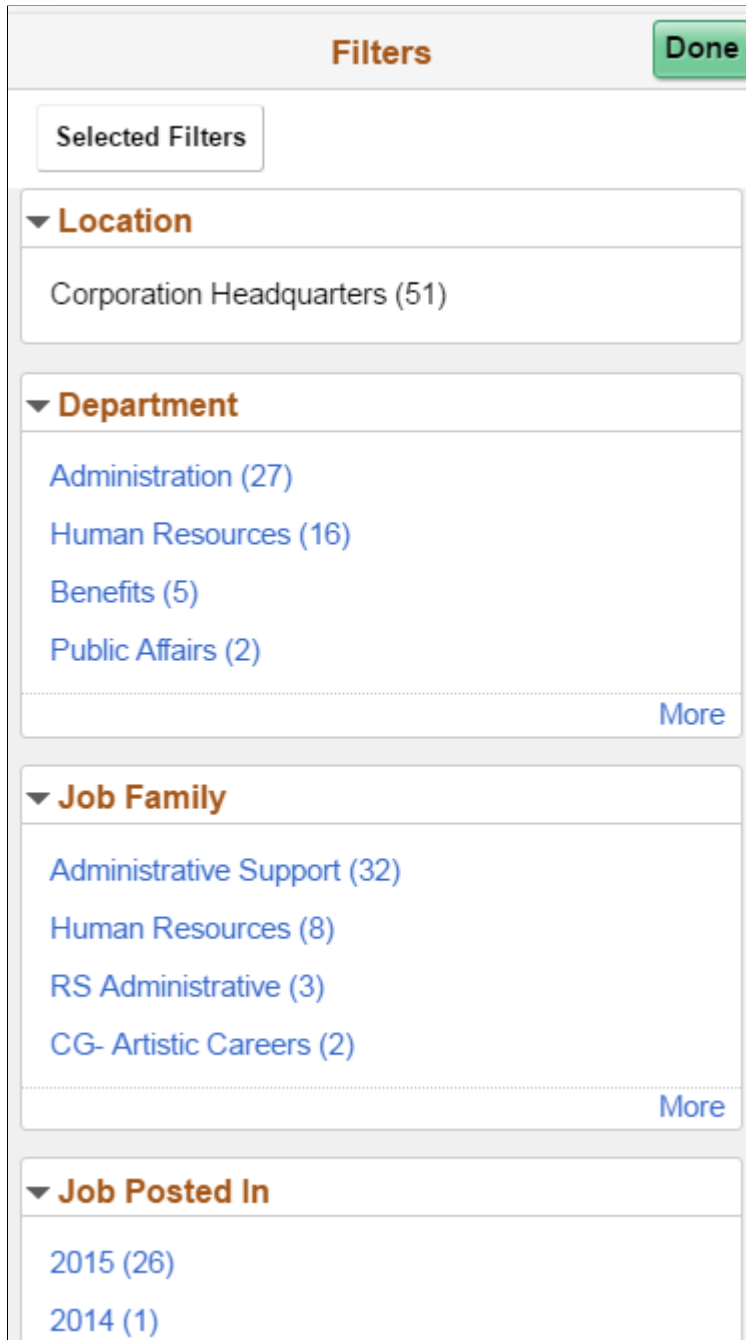 Filters
Done
Selected Filters
Location
Corporation Headquarters (51)
Department
Administration (27)
Human Resources (16)
Benefits (5)
Public Affairs (2)
More
Job Family
Administrative Support (32)
Human Resources (8)
RS Administrative (3)
CG- Artistic Careers (2)
More
Job Posted In
2015 (26)
2014 (1)